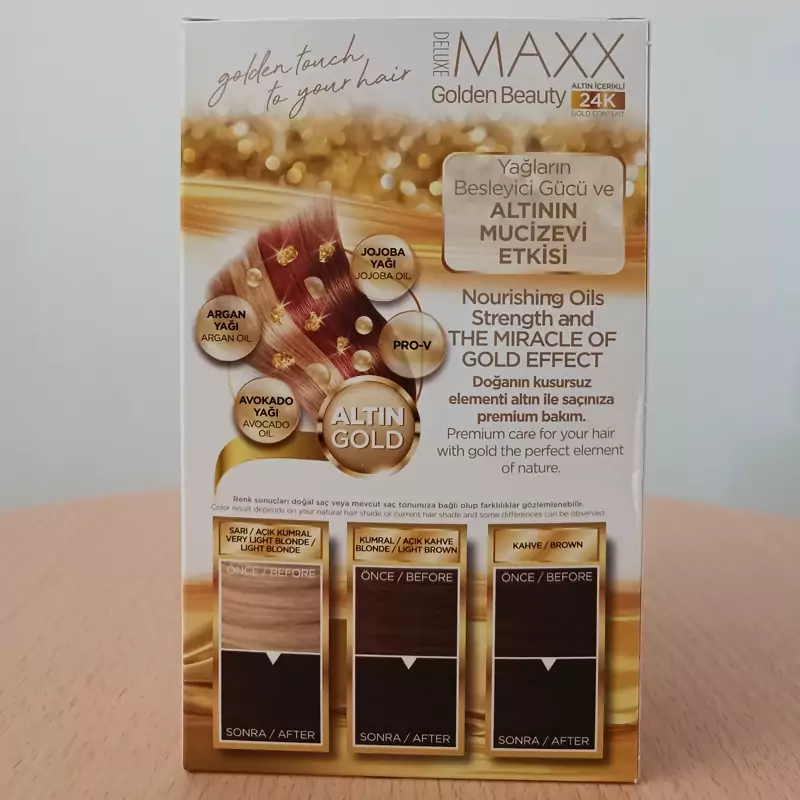 golden touch
to your hair
DELUXE
MAXX
Golden Beauty
ALTIN İÇERİKLİ
24K
GOLD CONTENT
Yağların
Besleyici Gücü ve
ALTININ
MUCİZEVİ
ETKİSİ
JOJOBA
YAĞI
JOJOBA OIL
ARGAN
YAĞI
ARGAN OIL
PRO-V
AVOKADO
YAĞI
AVOCADO
OIL
ALTIN
GOLD
Nourishing Oils
Strength and
THE MIRACLE OF
GOLD EFFECT
Doğanın kusursuz
elementi altın ile saçınıza
premium bakım.
Premium care for your hair
with gold the perfect element
of nature.
Renk sonuçları doğal saç veya mevcut saç tonunuza bağlı olup farklılıklar gözlemlenebilir.
Color result depends on your natural hair shade or current hair shade and some differences can be observed
SARI / AÇIK KUMRAL
VERY LIGHT BLONDE /
LIGHT BLONDE
ÖNCE / BEFORE
SONRA / AFTER
KUMRAL / AÇIK KAHVE
BLONDE / LIGHT BROWN
ÖNCE / BEFORE
SONRA / AFTER
KAHVE / BROWN
ÖNCE / BEFORE
SONRA / AFTER